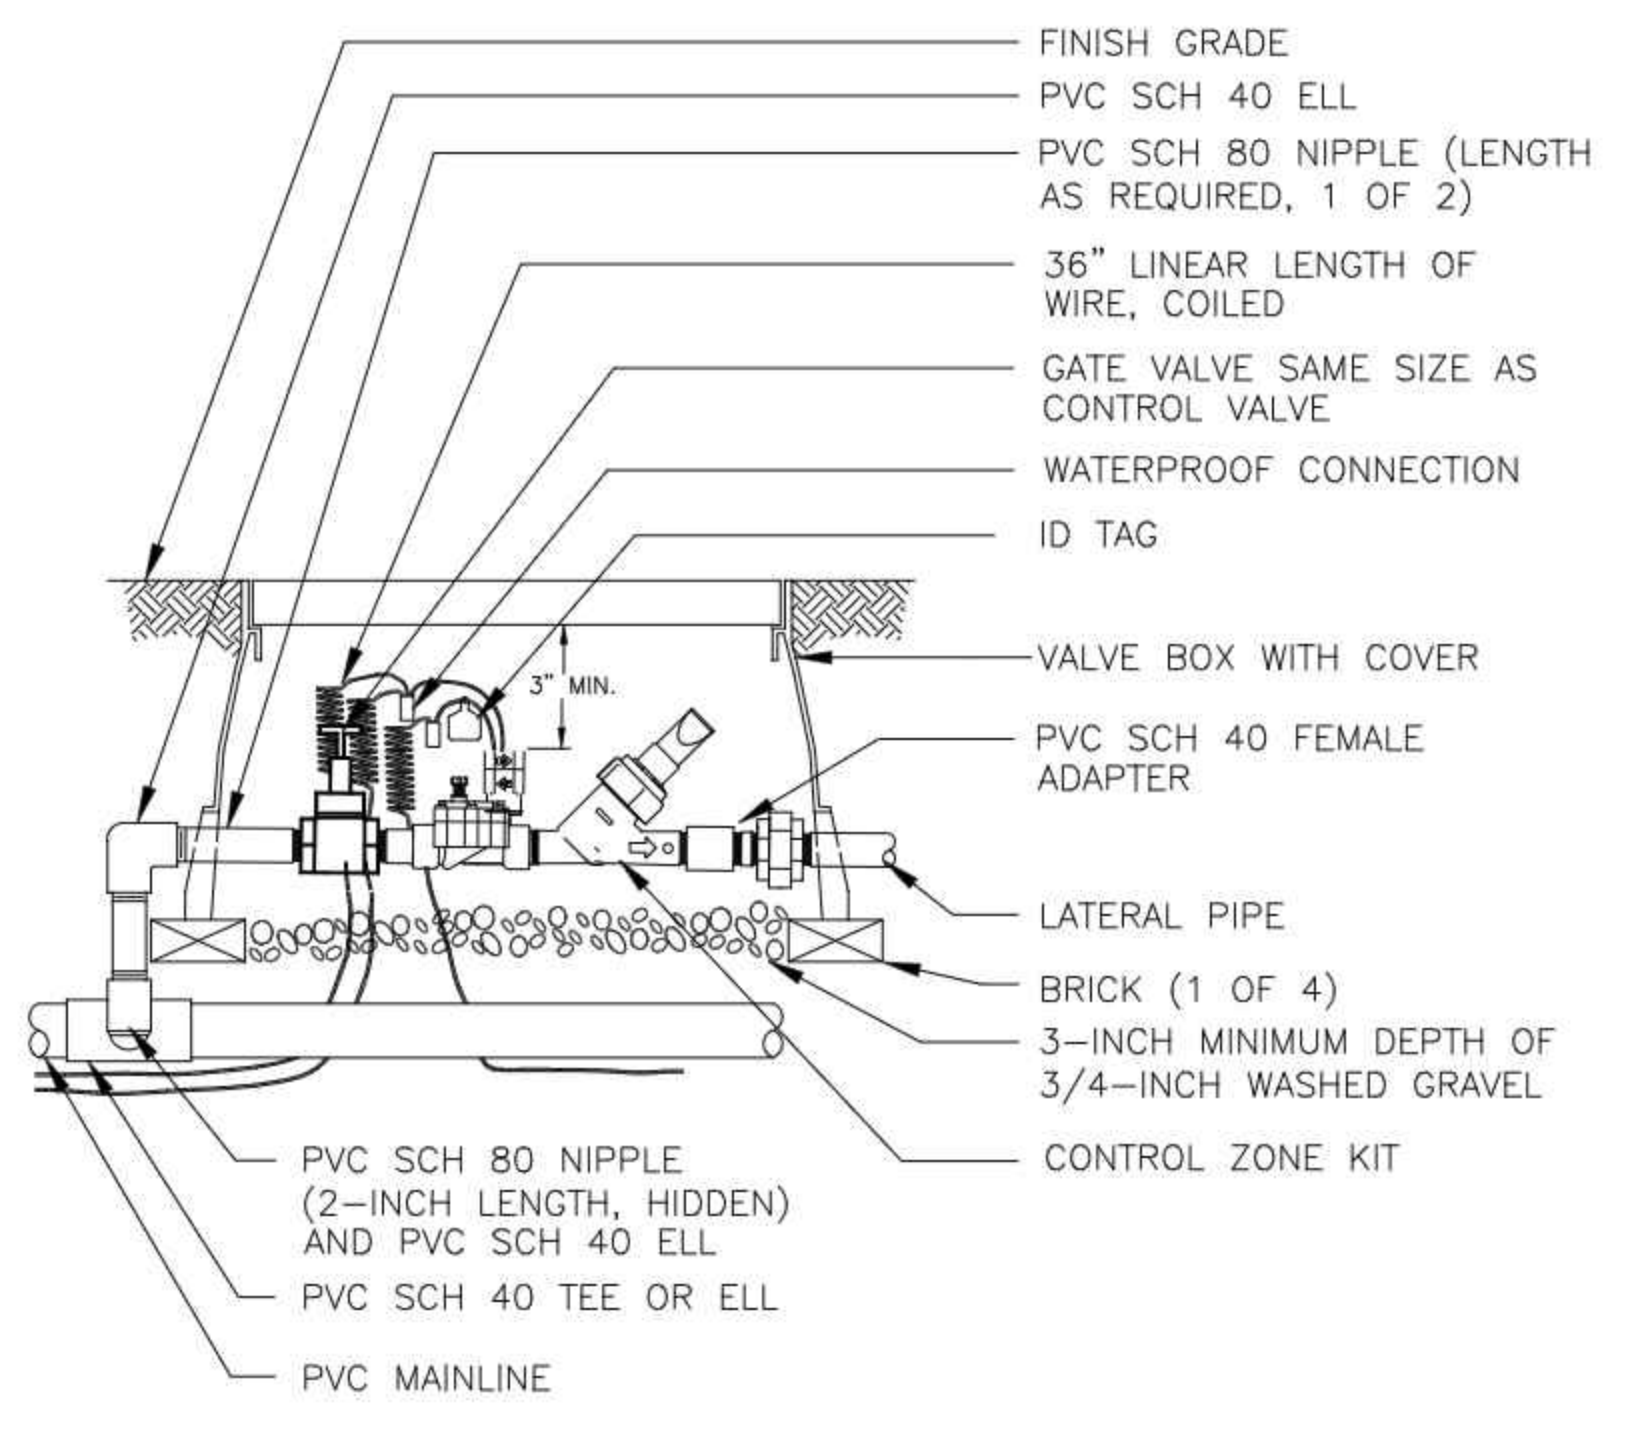 FINISH GRADE
PVC SCH 40 ELL
PVC SCH 80 NIPPLE (LENGTH
AS REQUIRED, 1 OF 2)
36" LINEAR LENGTH OF
WIRE, COILED
GATE VALVE SAME SIZE AS
CONTROL VALVE
WATERPROOF CONNECTION
ID TAG
3" MIN.
VALVE BOX WITH COVER
PVC SCH 40 FEMALE
ADAPTER
LATERAL PIPE
BRICK (1 OF 4)
3-INCH MINIMUM DEPTH OF
3/4-INCH WASHED GRAVEL
CONTROL ZONE KIT
PVC SCH 80 NIPPLE
(2-INCH LENGTH, HIDDEN)
AND PVC SCH 40 ELL
PVC SCH 40 TEE OR ELL
PVC MAINLINE